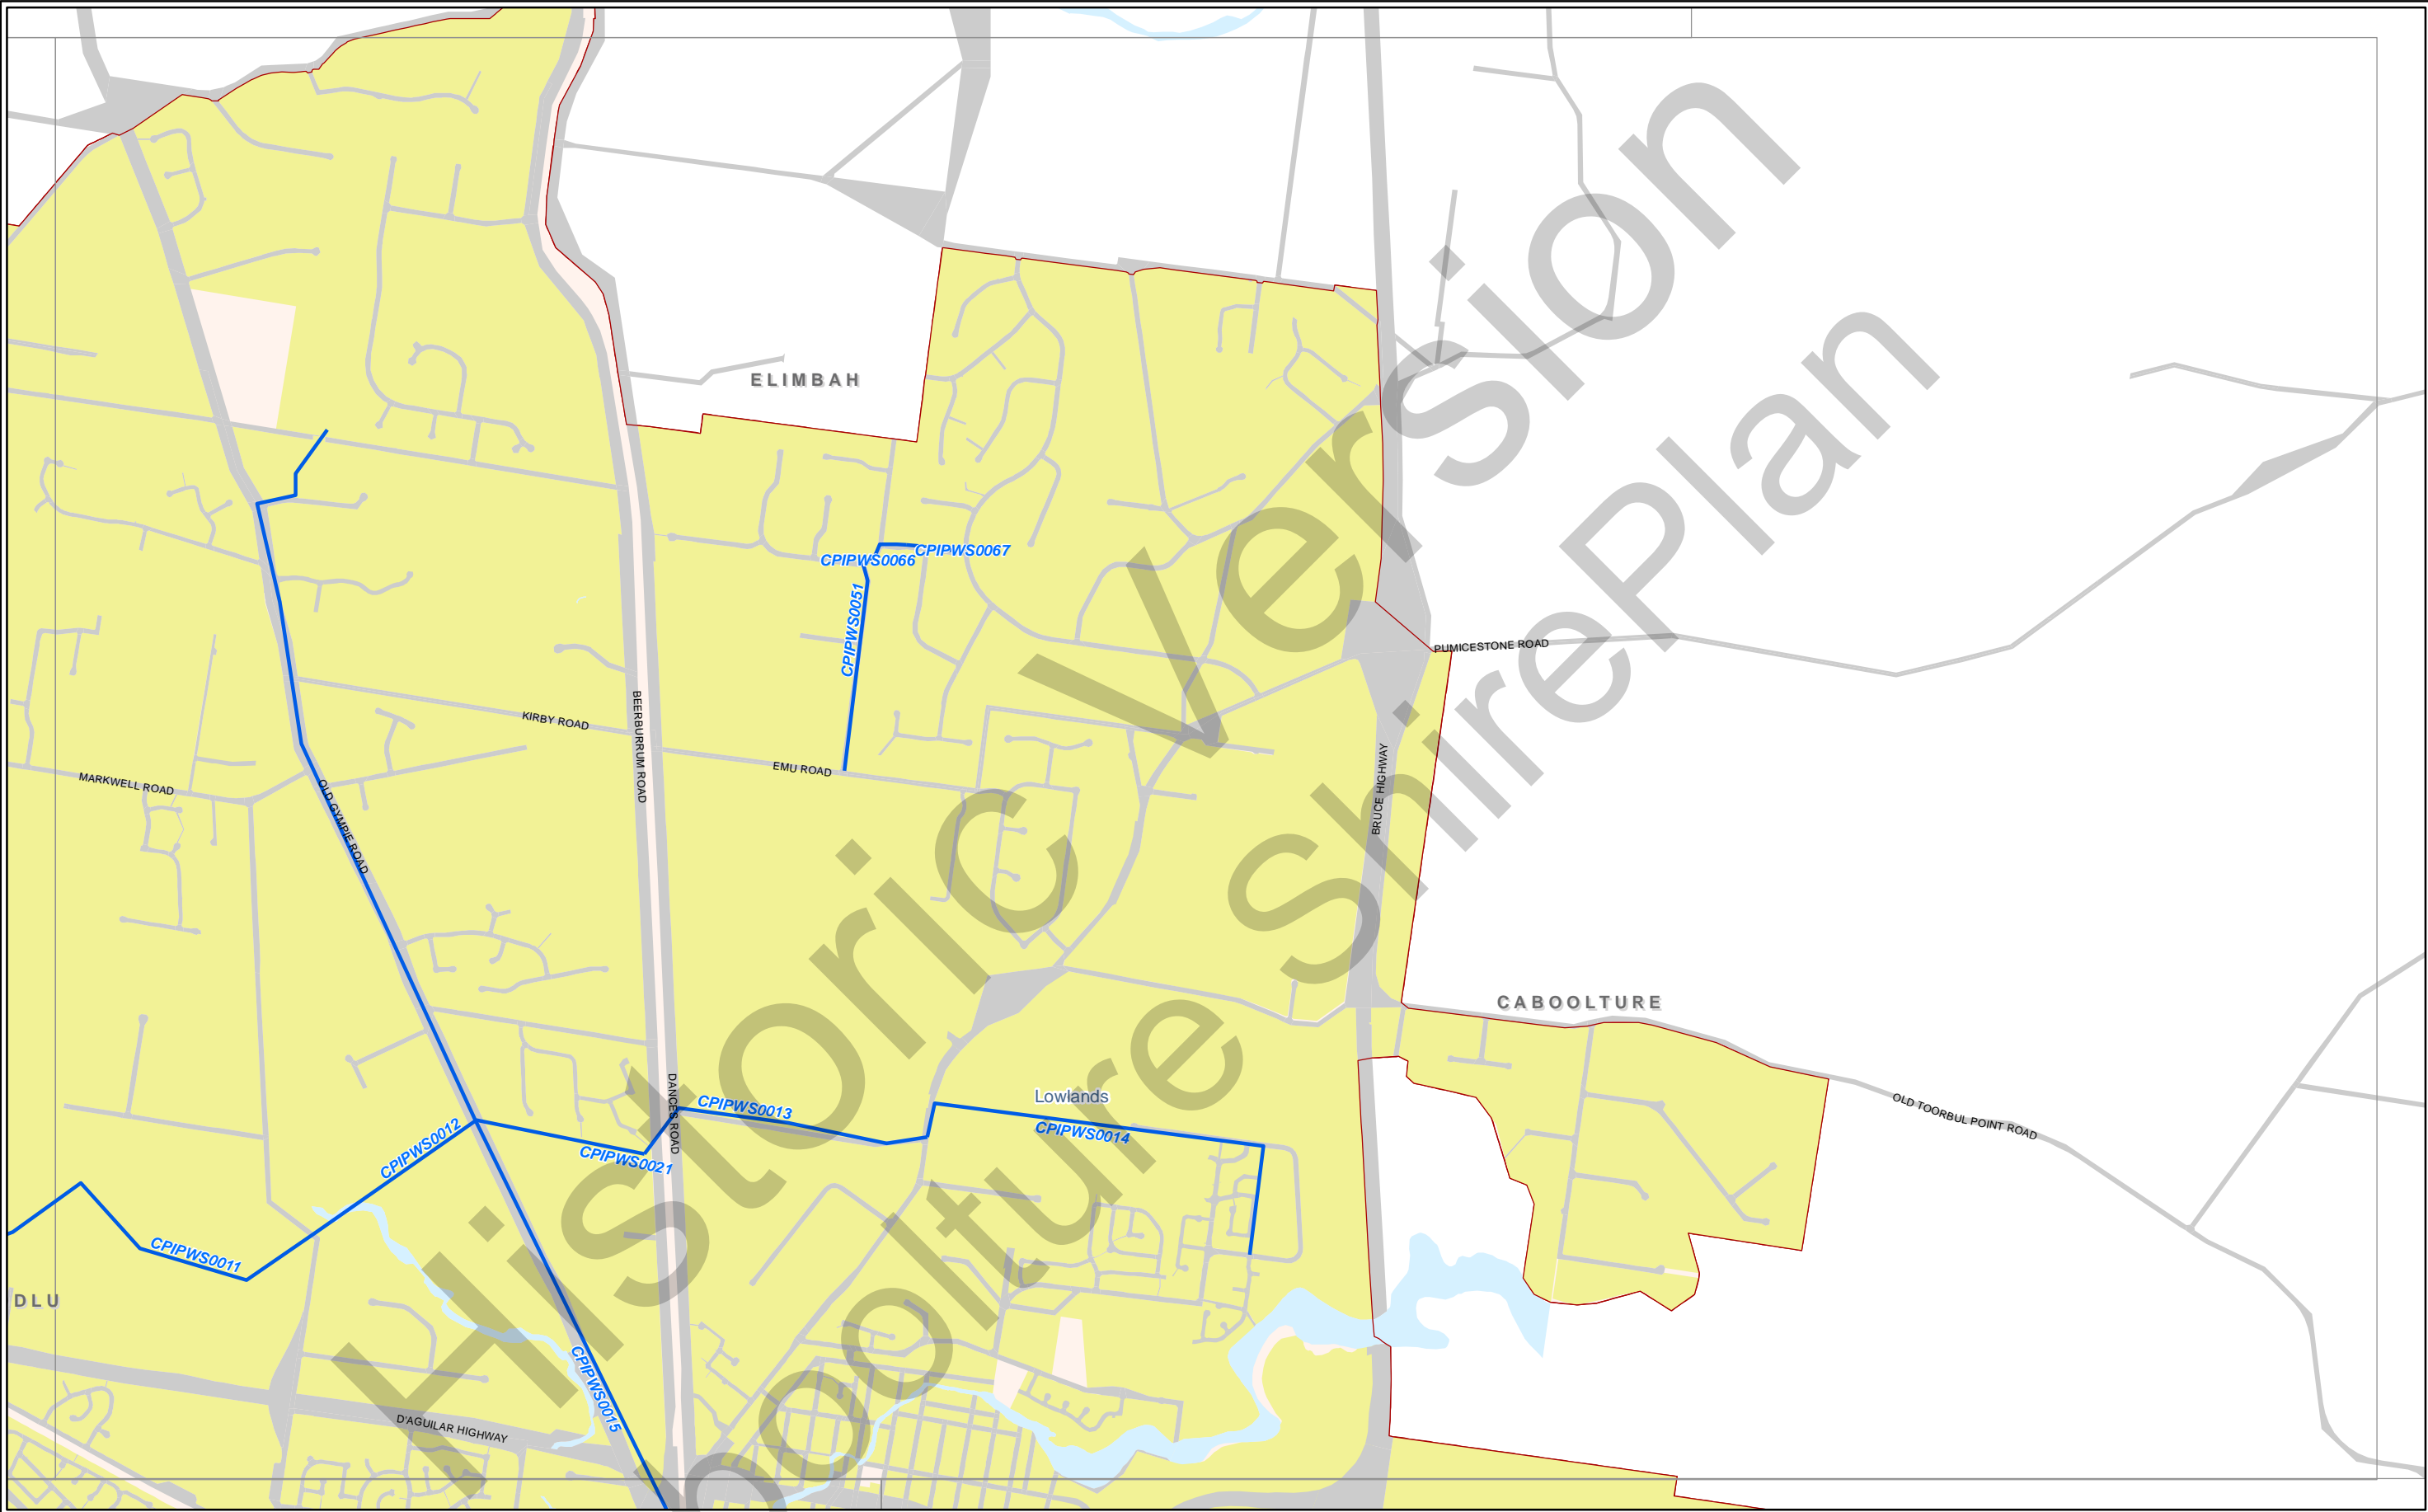 ELIMBAH
CPIPWS0067
CPIPWS0066
CPIPWS0051
PUMICESTONE ROAD
KIRBY ROAD
BEERBURRUM ROAD
EMU ROAD
MARKWELL ROAD
OLD GYMPIE ROAD
BRUCE HIGHWAY
CABOOLTURE
Lowlands
DANCES ROAD
CPIPWS0013
CPIPWS0014
OLD TOORBUL POINT ROAD
CPIPWS0012
CPIPWS0021
CPIPWS0011
DLU
CPIPWS0015
D'AGUILAR HIGHWAY
Historic Version
oolture ShirePlan